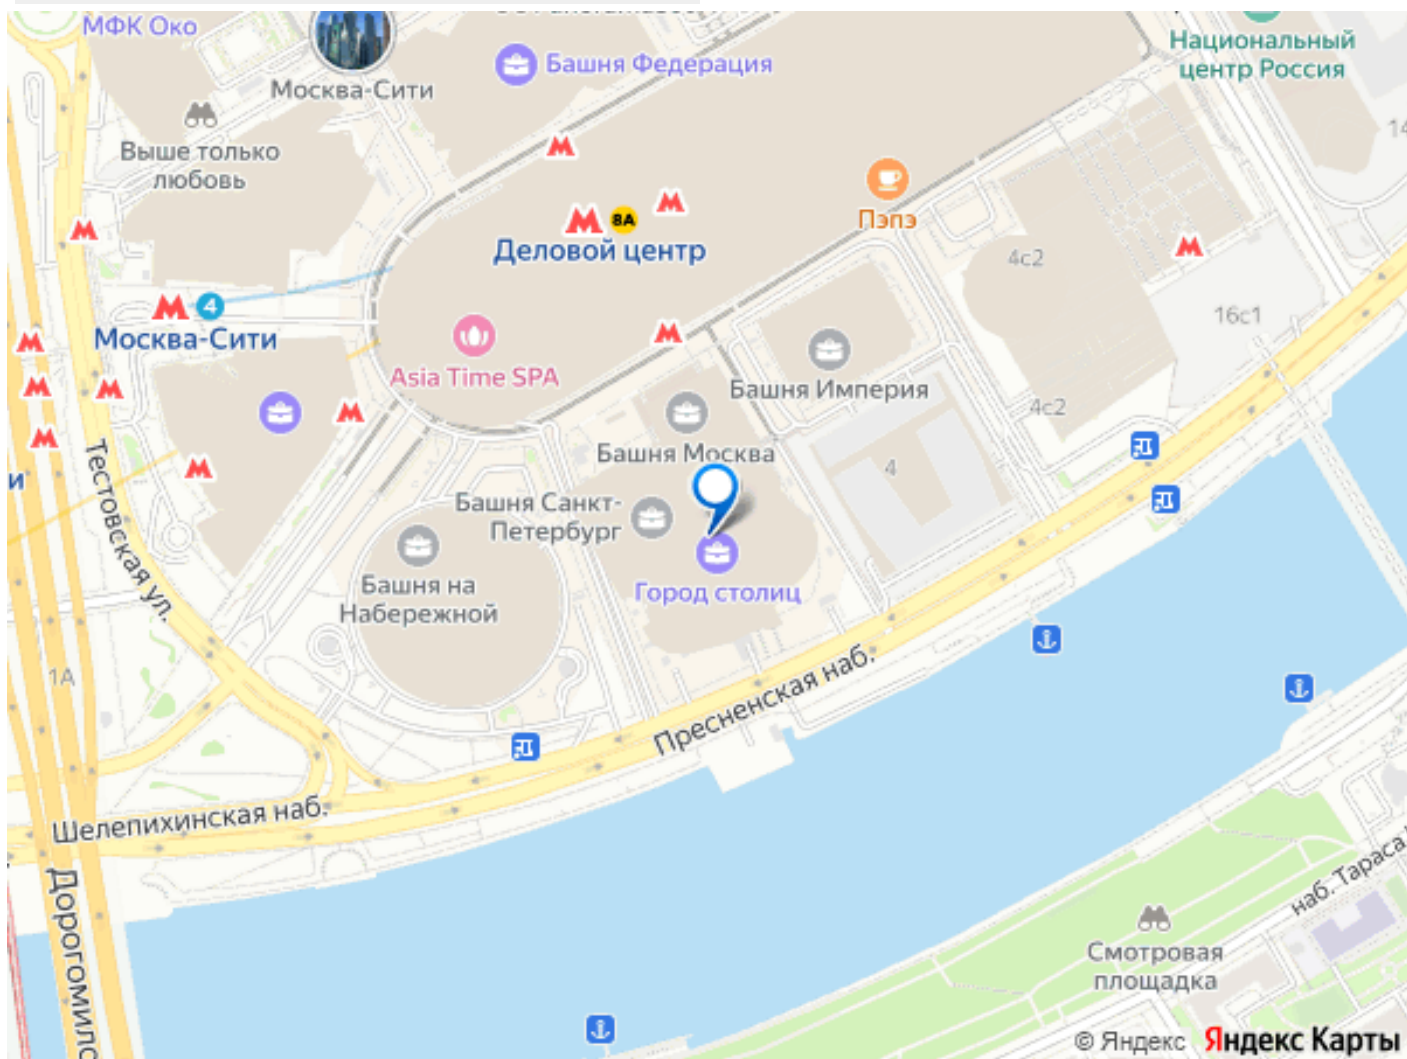 МФК Око
Москва-Сити
Башня Федерация
Национальный
центр Россия
Выше только
любовь
Пэпэ
8А
Деловой центр
4с2
14
4
Москва-Сити
16с1
Asia Time SPA
Башня Империя
4с2
Башня Москва
4
и
Тестовская ул.
Башня Санкт-
Петербург
Башня на
Набережной
Город столиц
1А
Пресненская наб.
Шелепихинская наб.
Дорогомило
наб. Тараса
Смотровая
площадка
© Яндекс Яндекс Карты